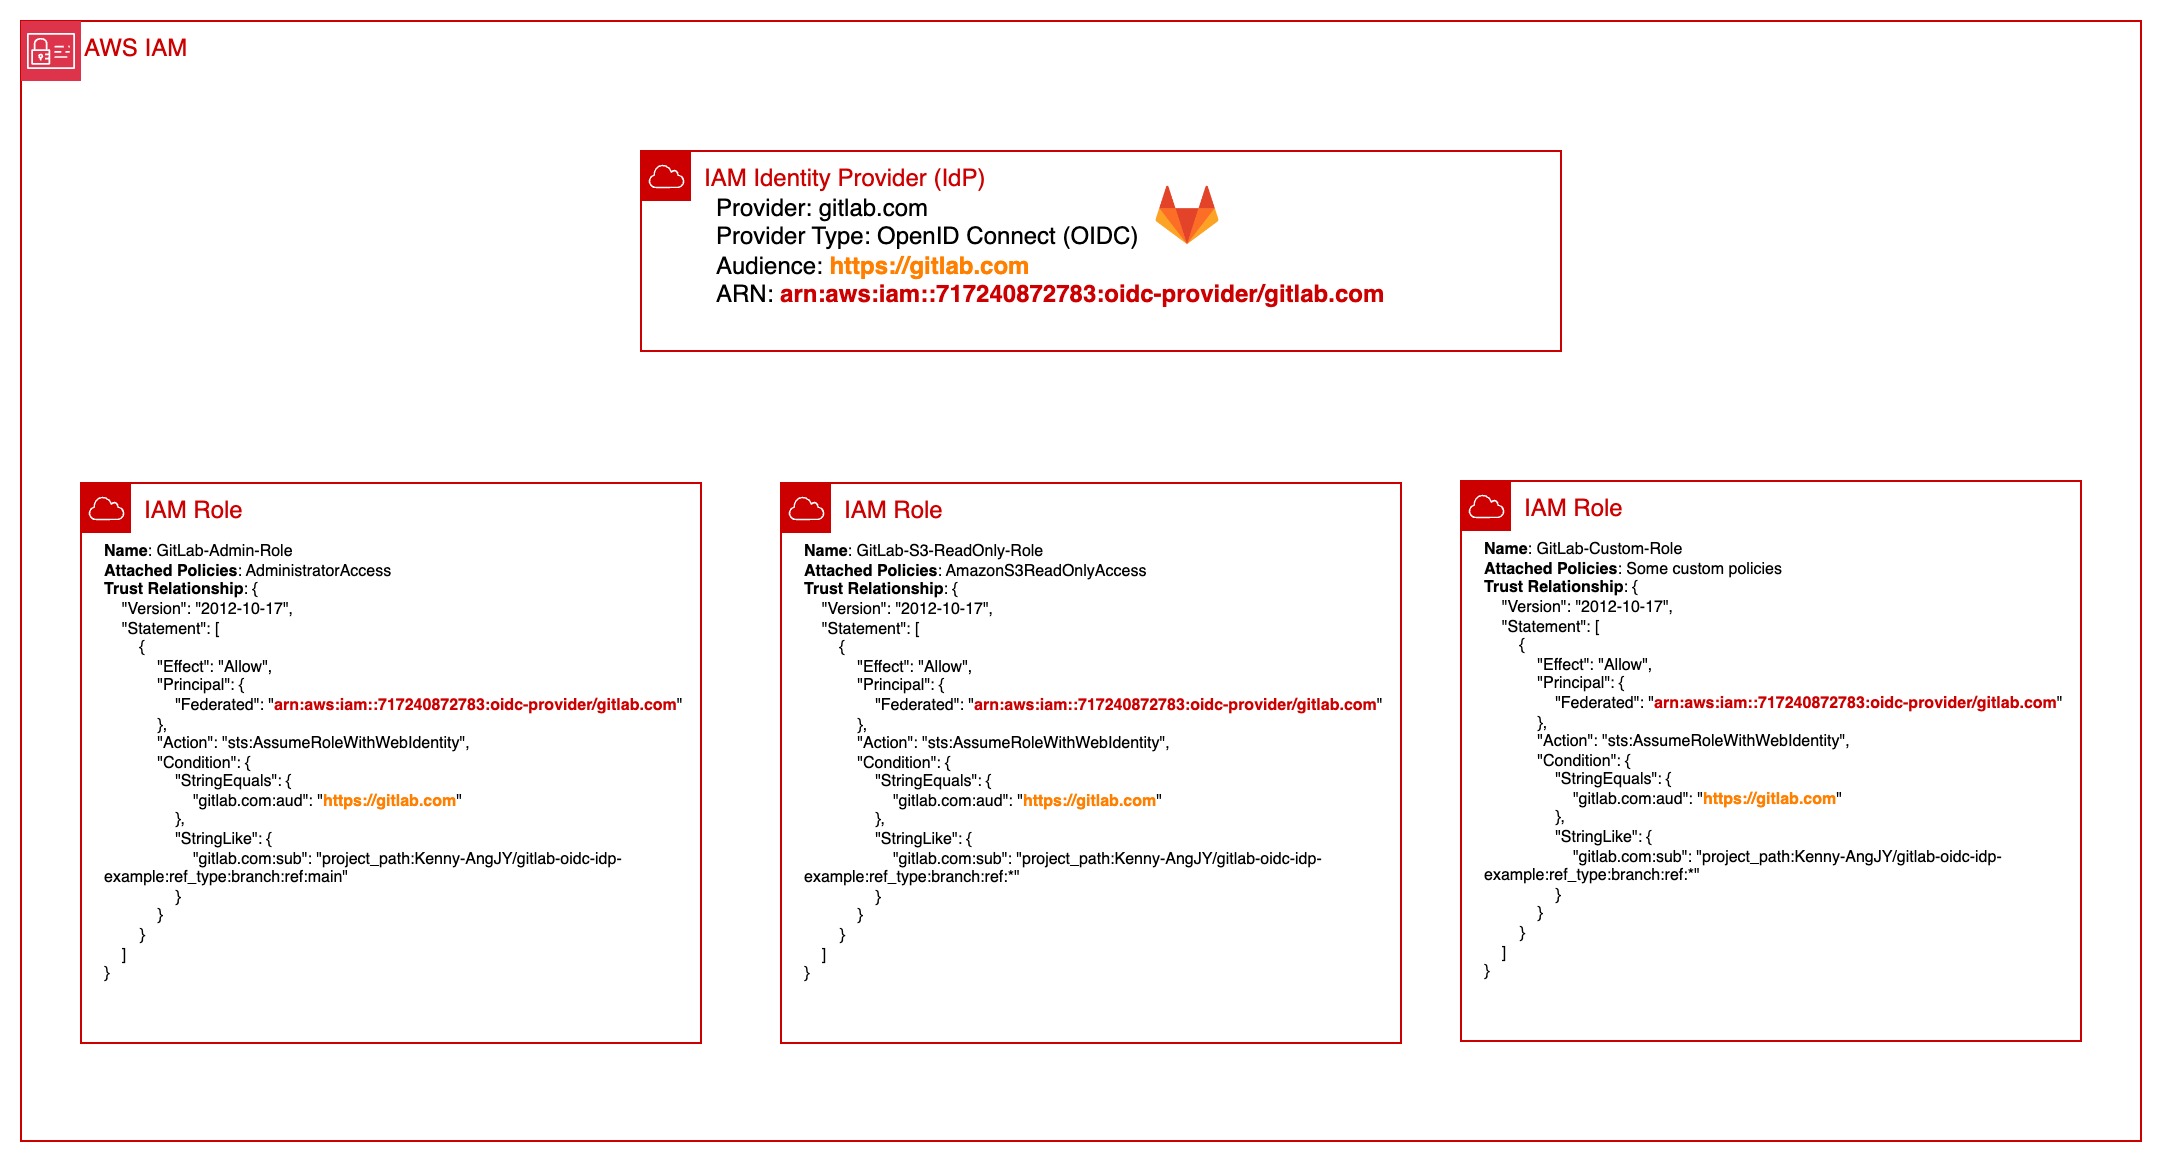 AWS IAM
IAM Identity Provider (IdP)
Provider: gitlab.com
Provider Type: OpenID Connect (OIDC)
Audience: https://gitlab.com
ARN: arn:aws:iam::717240872783:oidc-provider/gitlab.com
IAM Role
Name: GitLab-Admin-Role
Attached Policies: AdministratorAccess
Trust Relationship: {
"Version": "2012-10-17",
"Statement": [
{
"Effect": "Allow",
"Principal": {
"Federated": "arn:aws:iam::717240872783:oidc-provider/gitlab.com"
},
"Action": "sts:AssumeRoleWithWebIdentity",
"Condition": {
"StringEquals": {
"gitlab.com:aud": "https://gitlab.com"
},
"StringLike": {
"gitlab.com:sub": "project_path:Kenny-AngJY/gitlab-oidc-idp-
example:ref_type:branch:ref:main"
}
}
}
]
}
IAM Role
Name: GitLab-S3-ReadOnly-Role
Attached Policies: AmazonS3ReadOnlyAccess
Trust Relationship: {
"Version": "2012-10-17",
"Statement": [
{
"Effect": "Allow",
"Principal": {
"Federated": "arn:aws:iam::717240872783:oidc-provider/gitlab.com"
},
"Action": "sts:AssumeRoleWithWebIdentity",
"Condition": {
"StringEquals": {
"gitlab.com:aud": "https://gitlab.com"
},
"StringLike": {
"gitlab.com:sub": "project_path:Kenny-AngJY/gitlab-oidc-idp-
example:ref_type:branch:ref:*"
}
}
}
]
}
IAM Role
Name: GitLab-Custom-Role
Attached Policies: Some custom policies
Trust Relationship: {
"Version": "2012-10-17",
"Statement": [
{
"Effect": "Allow",
"Principal": {
"Federated": "arn:aws:iam::717240872783:oidc-provider/gitlab.com"
},
"Action": "sts:AssumeRoleWithWebIdentity",
"Condition": {
"StringEquals": {
"gitlab.com:aud": "https://gitlab.com"
},
"StringLike": {
"gitlab.com:sub": "project_path:Kenny-AngJY/gitlab-oidc-idp-
example:ref_type:branch:ref:*"
}
}
}
]
}